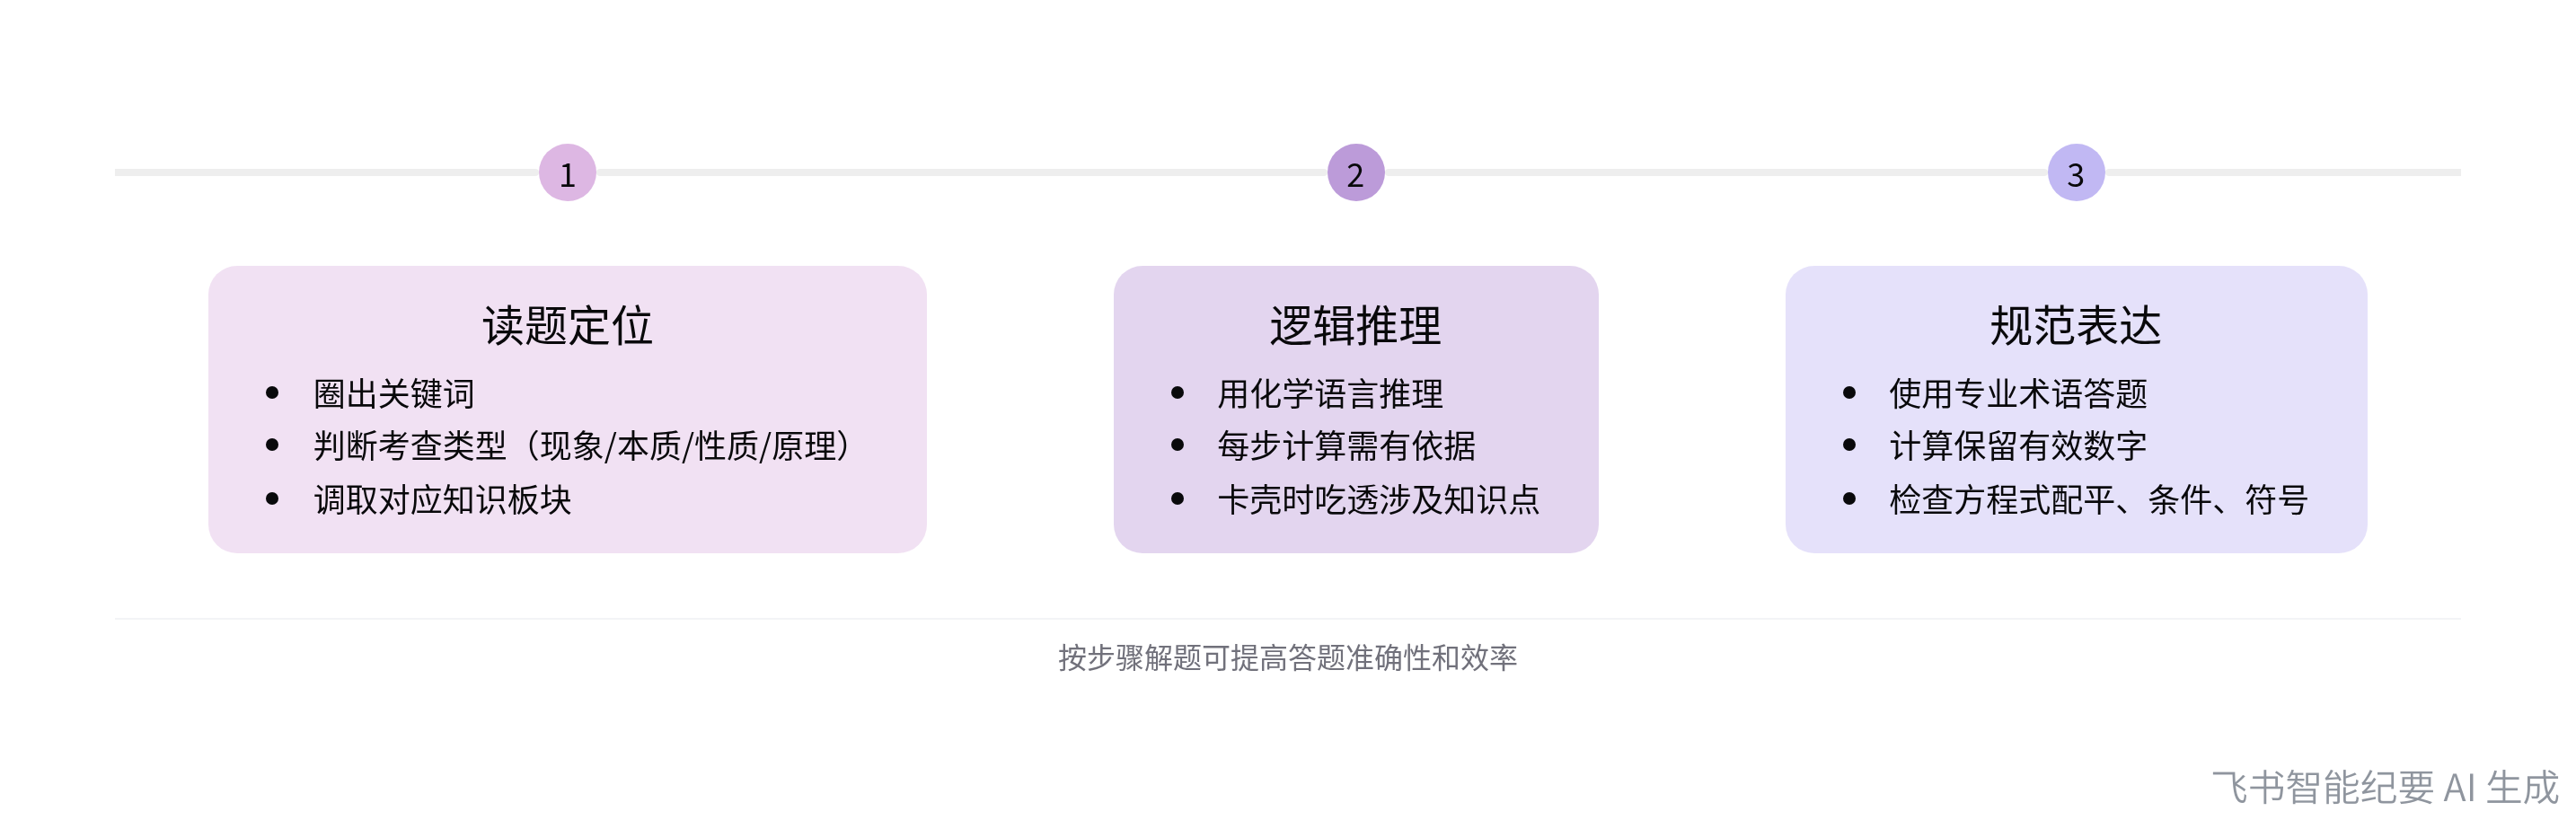 1
2
3
读题定位
• 圈出关键词
• 判断考查类型（现象/本质/性质/原理）
• 调取对应知识板块
逻辑推理
• 用化学语言推理
• 每步计算需有依据
• 卡壳时吃透涉及知识点
规范表达
• 使用专业术语答题
• 计算保留有效数字
• 检查方程式配平、条件、符号
按步骤解题可提高答题准确性和效率
飞书智能纪要 AI 生成